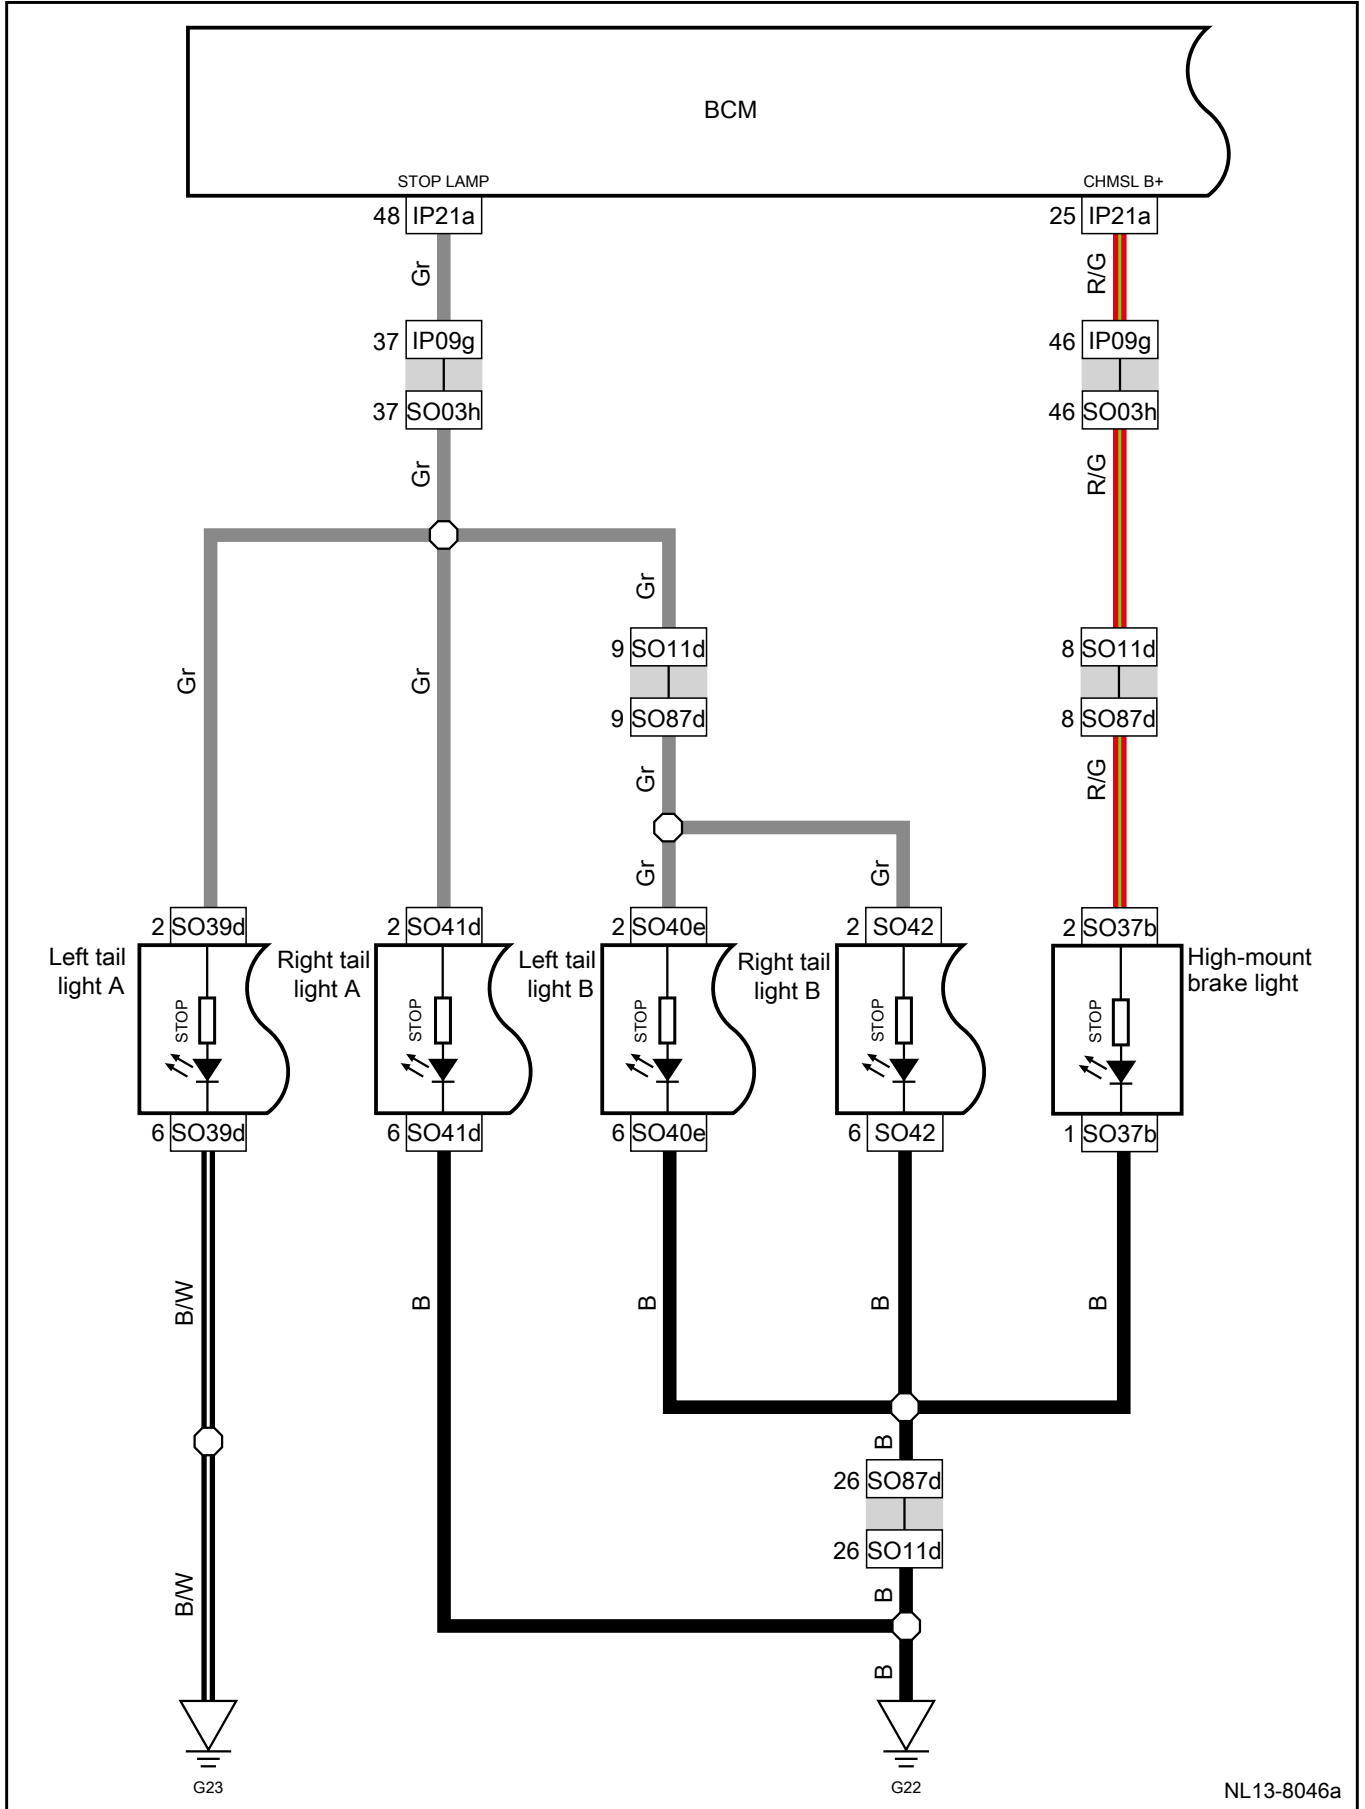 BCM
STOP LAMP CHMSL B+
48 IP21a 25 IP21a
Gr R/G
37 IP09g 46 IP09g
37 SO03h 46 SO03h
Gr R/G
Gr
9 SO11d 8 SO11d
Gr Gr
9 SO87d 8 SO87d
Gr R/G
Gr Gr
2 SO39d 2 SO41d 2 SO40e 2 SO42 2 SO37b
Left tail
light A
Right tail
light A
Left tail
light B
Right tail
light B
High-mount
brake light
STOP STOP STOP STOP STOP
6 SO39d 6 SO41d 6 SO40e 6 SO42 1 SO37b
B/W B B B B
B
26 SO87d
26 SO11d
B/W B
B
G23 G22
NL13-8046a